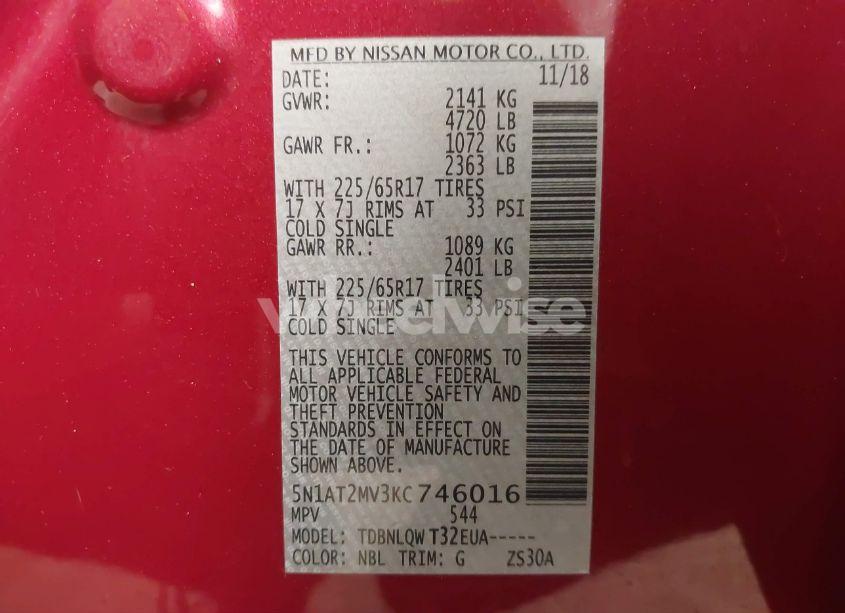 MFD BY NISSAN MOTOR CO., LTD.
DATE: 11/18
GVWR: 2141 KG
4720 LB
GAWR FR.: 1072 KG
2363 LB
WITH 225/65R17 TIRES
17 X 7J RIMS AT 33 PSI
COLD SINGLE
GAWR RR.: 1089 KG
2401 LB
WITH 225/65R17 TIRES
17 X 7J RIMS AT 33 PSI
COLD SINGLE
THIS VEHICLE CONFORMS TO
ALL APPLICABLE FEDERAL
MOTOR VEHICLE SAFETY AND
THEFT PREVENTION
STANDARDS IN EFFECT ON
THE DATE OF MANUFACTURE
SHOWN ABOVE.
5N1AT2MV3KC746016
MPV 544
MODEL: TDBNLQW T32EUA-----
COLOR: NBL TRIM: G ZS30A